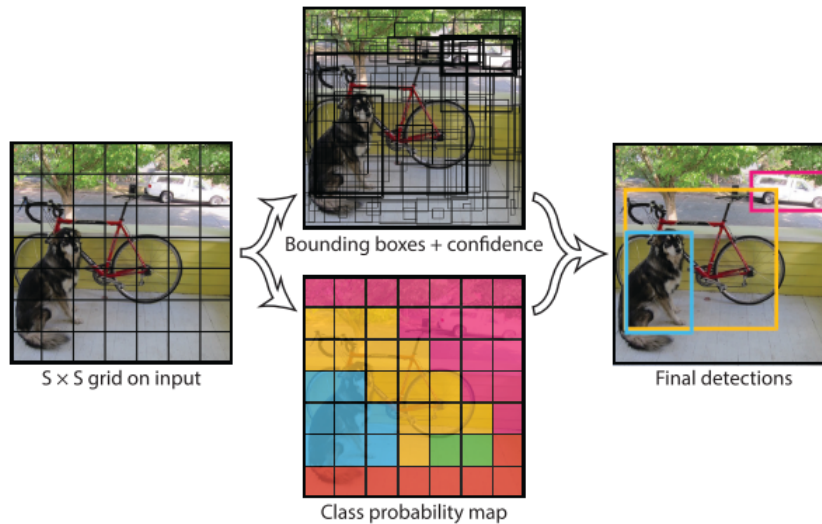 Bounding boxes + confidence
S × S grid on input
Final detections
Class probability map